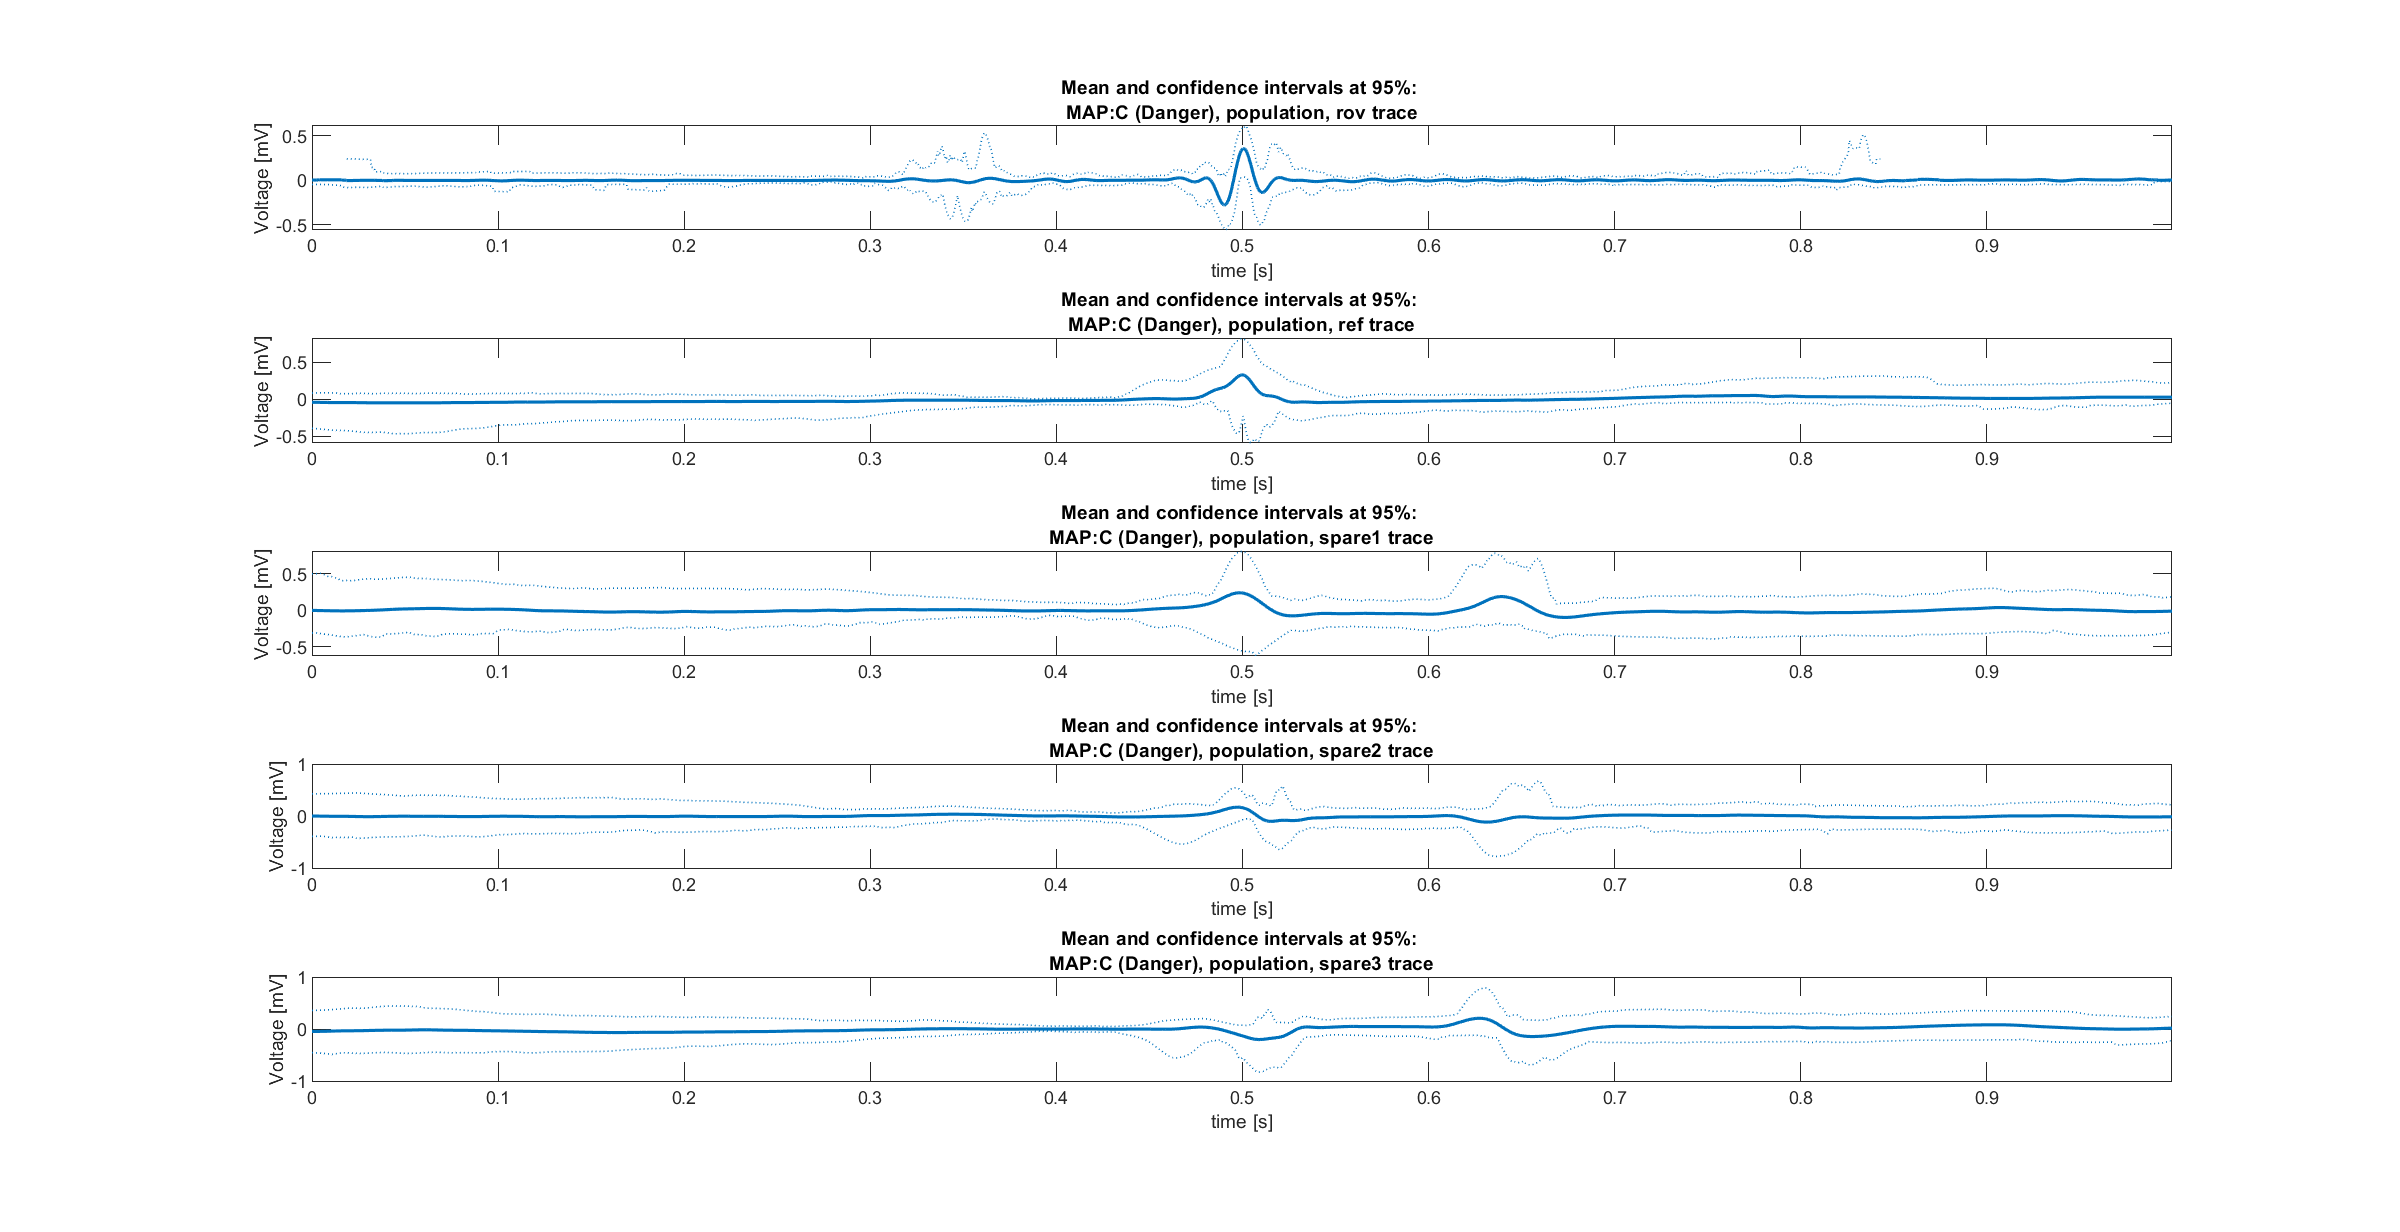 Mean and confidence intervals at 95%:
MAP:C (Danger), population, rov trace
Voltage [mV]
0.5
0
-0.5
0 0.1 0.2 0.3 0.4 0.5 0.6 0.7 0.8 0.9
time [s]
Mean and confidence intervals at 95%:
MAP:C (Danger), population, ref trace
Voltage [mV]
0.5
0
-0.5
0 0.1 0.2 0.3 0.4 0.5 0.6 0.7 0.8 0.9
time [s]
Mean and confidence intervals at 95%:
MAP:C (Danger), population, spare1 trace
Voltage [mV]
0.5
0
-0.5
0 0.1 0.2 0.3 0.4 0.5 0.6 0.7 0.8 0.9
time [s]
Mean and confidence intervals at 95%:
MAP:C (Danger), population, spare2 trace
Voltage [mV]
1
0
-1
0 0.1 0.2 0.3 0.4 0.5 0.6 0.7 0.8 0.9
time [s]
Mean and confidence intervals at 95%:
MAP:C (Danger), population, spare3 trace
Voltage [mV]
1
0
-1
0 0.1 0.2 0.3 0.4 0.5 0.6 0.7 0.8 0.9
time [s]